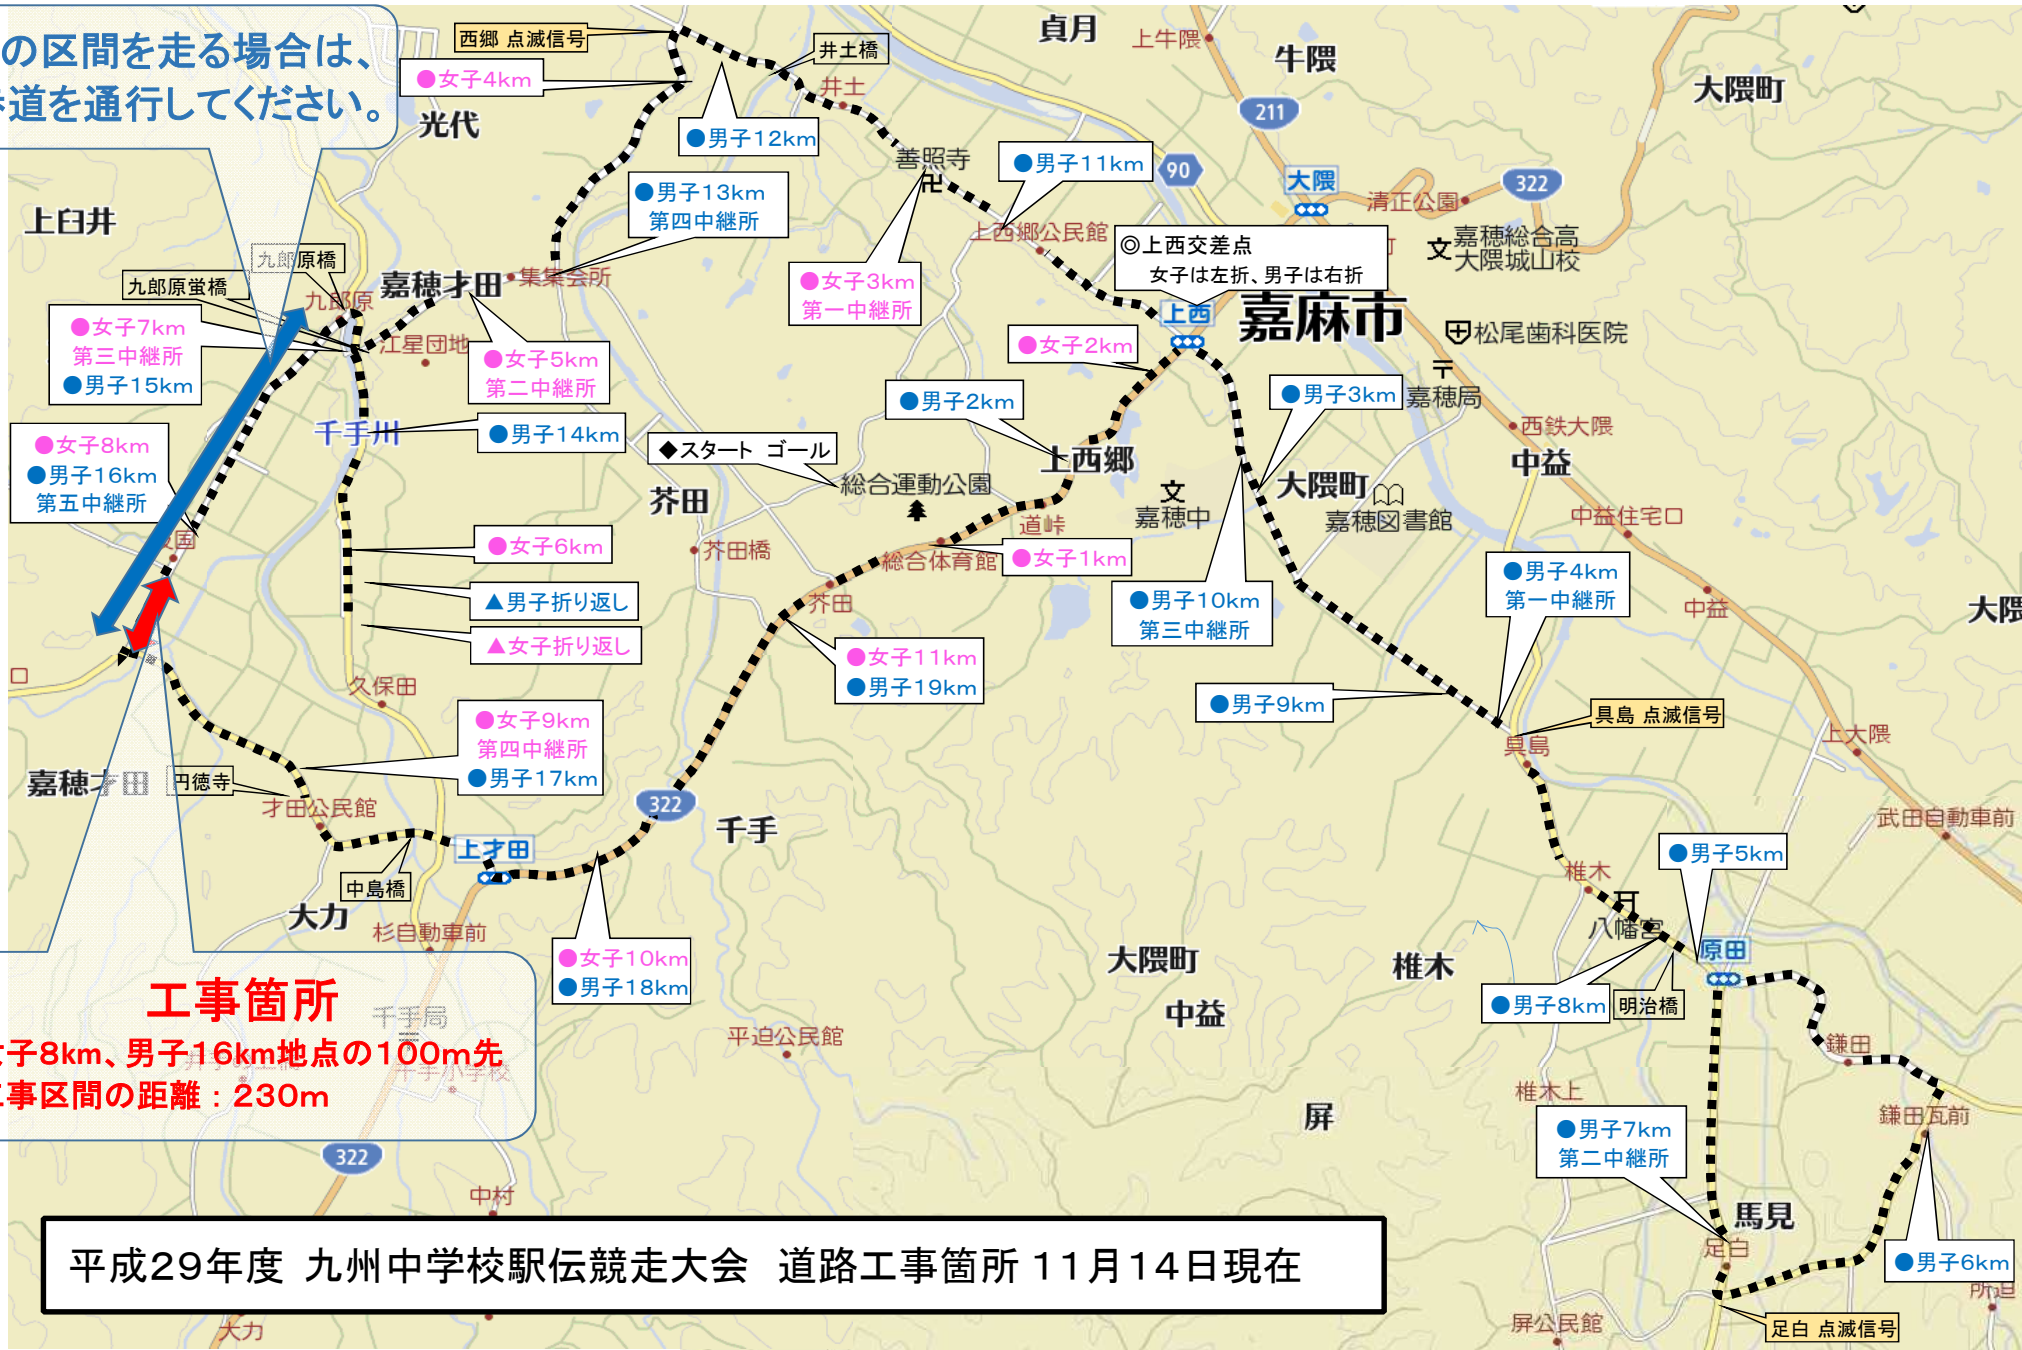 の区間を走る場合は、
歩道を通行してください。
西郷 点滅信号
●女子4km
井土橋
井土
●男子12km
光代
貞月
上牛隈
牛隈
大隈町
211
90
322
大隈
清正公園
嘉穂総合高
大隈城山校
善照寺
●男子11km
●男子13km
第四中継所
上西郷公民館
◎上西交差点
女子は左折、男子は右折
町
上臼井
九郎原橋
九郎原蛍橋
九郎原
嘉穂才田
集集会所
●女子3km
第一中継所
上西
嘉麻市
松尾歯科医院
●女子7km
第三中継所
●男子15km
江星団地
●女子5km
第二中継所
●女子2km
●男子2km
●男子3km
嘉穂局
西鉄大隈
中益
千手川
●男子14km
◆スタート ゴール
●女子8km
●男子16km
第五中継所
上西郷
総合運動公園
芥田
文
嘉穂中
大隈町
嘉穂図書館
中益住宅口
道峠
●女子6km
芥田橋
総合体育館
●女子1km
▲男子折り返し
芥田
●男子10km
第三中継所
●男子4km
第一中継所
中益
▲女子折り返し
●女子11km
●男子19km
口
久保田
●男子9km
具島 点滅信号
具島
上大隈
●女子9km
第四中継所
●男子17km
嘉穂才田
円徳寺
才田公民館
322
千手
武田自動車前
上才田
●男子5km
中島橋
椎木
大力
杉自動車前
八幡宮
原田
●女子10km
●男子18km
大隈町
中益
椎木
●男子8km
明治橋
工事箇所
千手局
女子8km、男子16km地点の100m先
工事区間の距離：230m
千手小学校
平迫公民館
鎌田
椎木上
屏
鎌田瓦前
●男子7km
第二中継所
322
中村
馬見
足白
●男子6km
所迫
平成29年度 九州中学校駅伝競走大会 道路工事箇所 11月14日現在
大力
屏公民館
足白 点滅信号